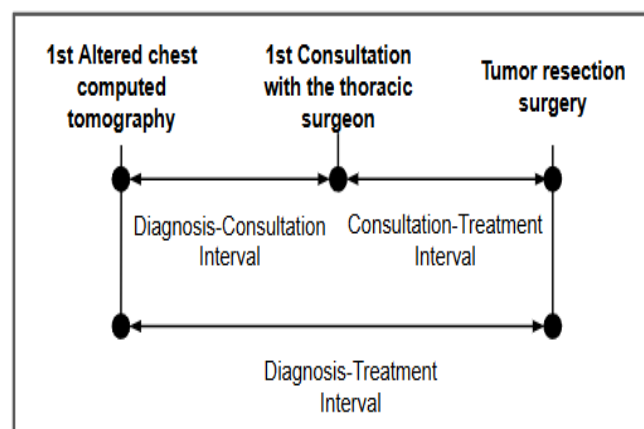 1st Altered chest
computed
tomography
1st Consultation
with the thoracic
surgeon
Tumor resection
surgery
Diagnosis-Consultation
Interval
Consultation-Treatment
Interval
Diagnosis-Treatment
Interval